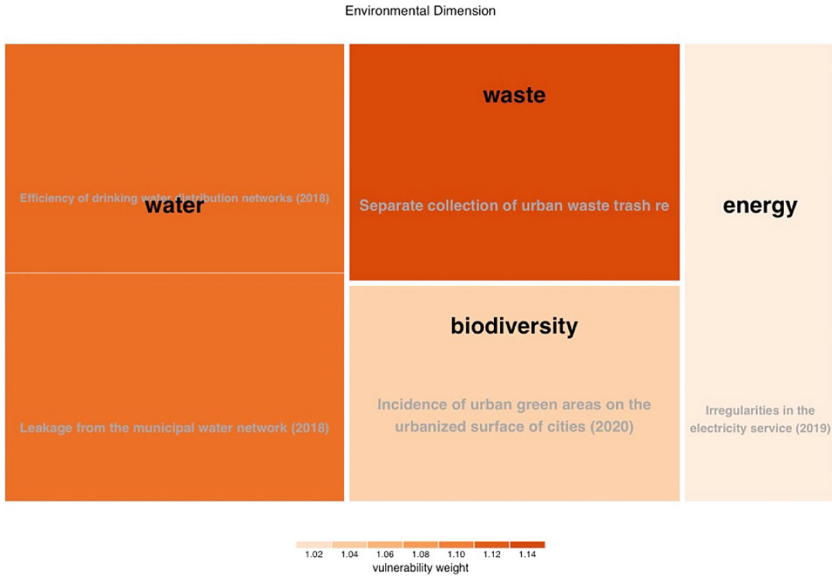 Environmental Dimension
Efficiency of drinking water distribution networks (2018)
water
Leakage from the municipal water network (2018)
waste
Separate collection of urban waste trash re
biodiversity
Incidence of urban green areas on the
urbanized surface of cities (2020)
energy
Irregularities in the
electricity service (2019)
1.02 1.04 1.06 1.08 1.10 1.12 1.14
vulnerability weight